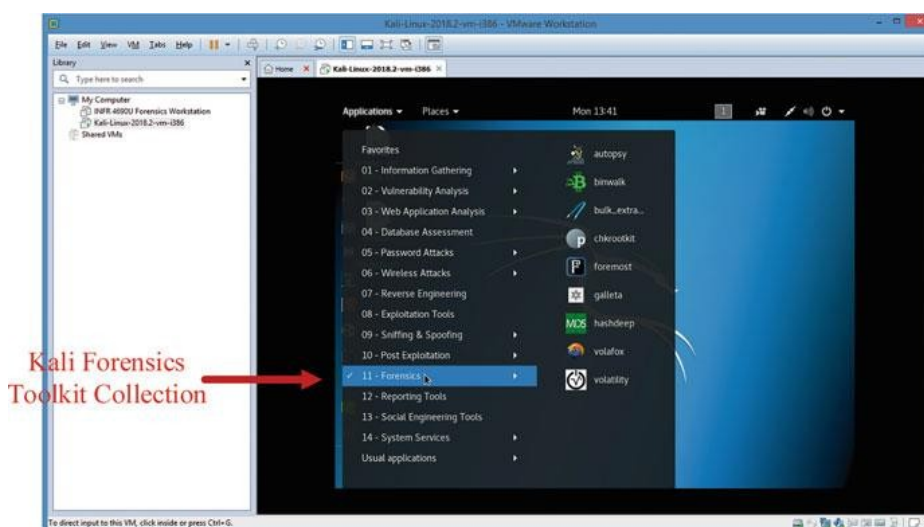 Kali-Linux-2018.2-vm-i386 - VMware Workstation
File Edit View VM Tabs Help
Library
Type here to search
My Computer
INFR 4690U Forensics Workstation
Kali-Linux-2018.2-vm-i386
Shared VMs
Home
Kali-Linux-2018.2-vm-i386
Applications Places Mon 13:41 1
Favorites
01 - Information Gathering
02 - Vulnerability Analysis
03 - Web Application Analysis
04 - Database Assessment
05 - Password Attacks
06 - Wireless Attacks
07 - Reverse Engineering
08 - Exploitation Tools
09 - Sniffing & Spoofing
10 - Post Exploitation
11 - Forensics
12 - Reporting Tools
13 - Social Engineering Tools
14 - System Services
Usual applications
autopsy
binwalk
bulk_extra...
chkrootkit
foremost
galleta
MD5 hashdeep
volafox
volatility
Kali Forensics
Toolkit Collection
To direct input to this VM, click inside or press Ctrl+G.